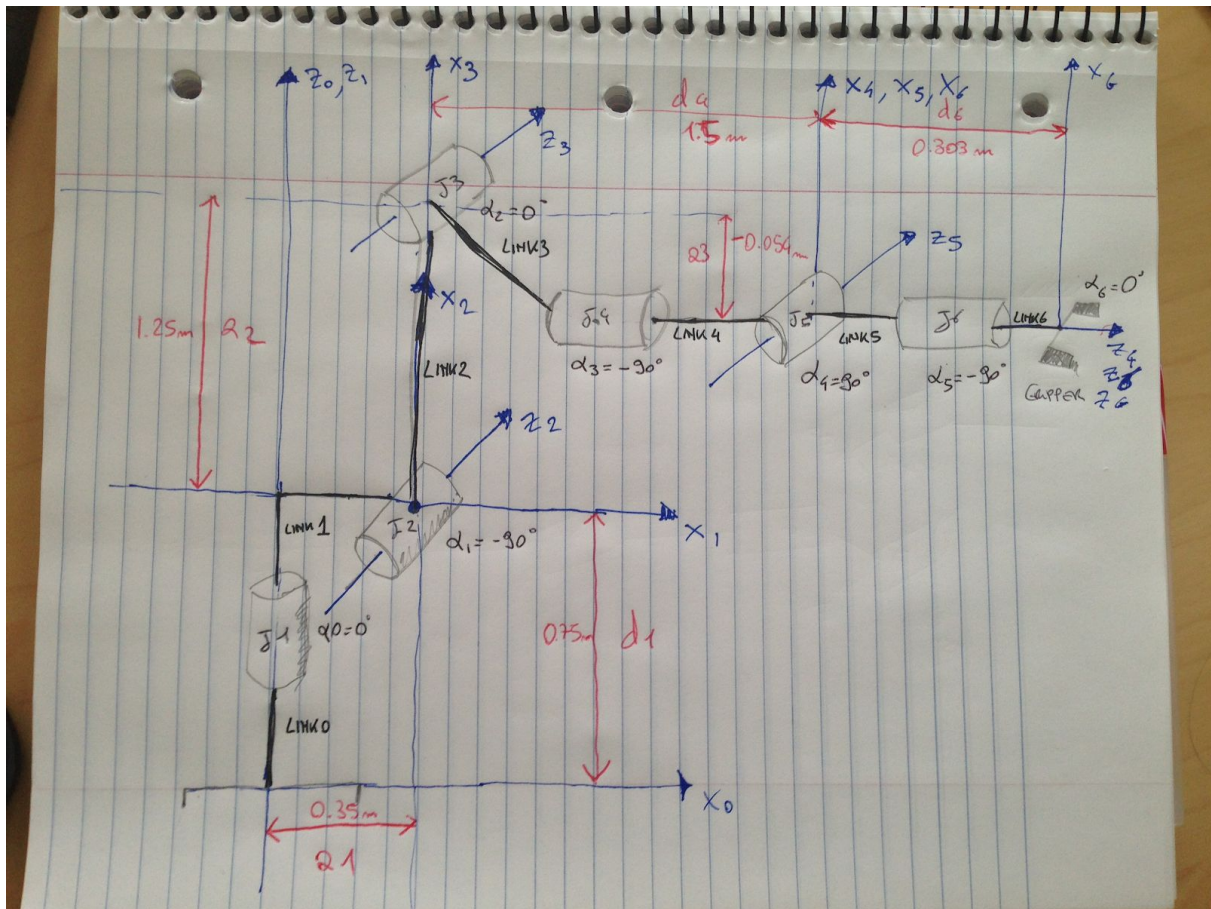 Z0, Z1
X3
d4
1.5 m
X4, X5, X6
d6
0.303 m
X6
Z3
J3
α2=0°
LINK3
-0.054m
a3
Z5
α6=0°
1.25m
a2
X2
J4
LINK4
J5
LINK5
J6
LINK6
Z4
Z6
α3=-90°
α4=90°
α5=-90°
GRIPPER
LINK2
Z2
LINK1
J2
α1=-90°
X1
J1
α0=0°
0.75m
d1
LINK0
0.35m
X0
a1